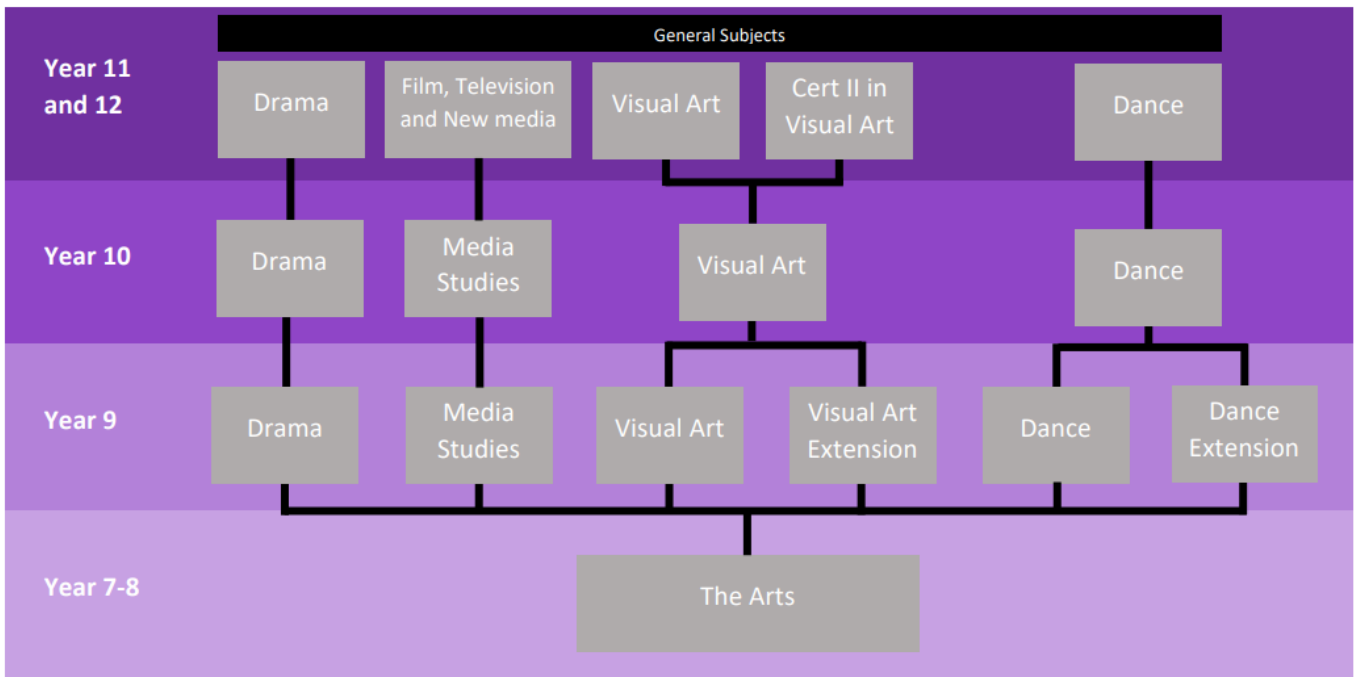 General Subjects
Year 11
and 12
Drama
Film, Television
and New media
Visual Art
Cert II in
Visual Art
Dance
Year 10
Drama
Media
Studies
Visual Art
Dance
Year 9
Drama
Media
Studies
Visual Art
Visual Art
Extension
Dance
Dance
Extension
Year 7-8
The Arts